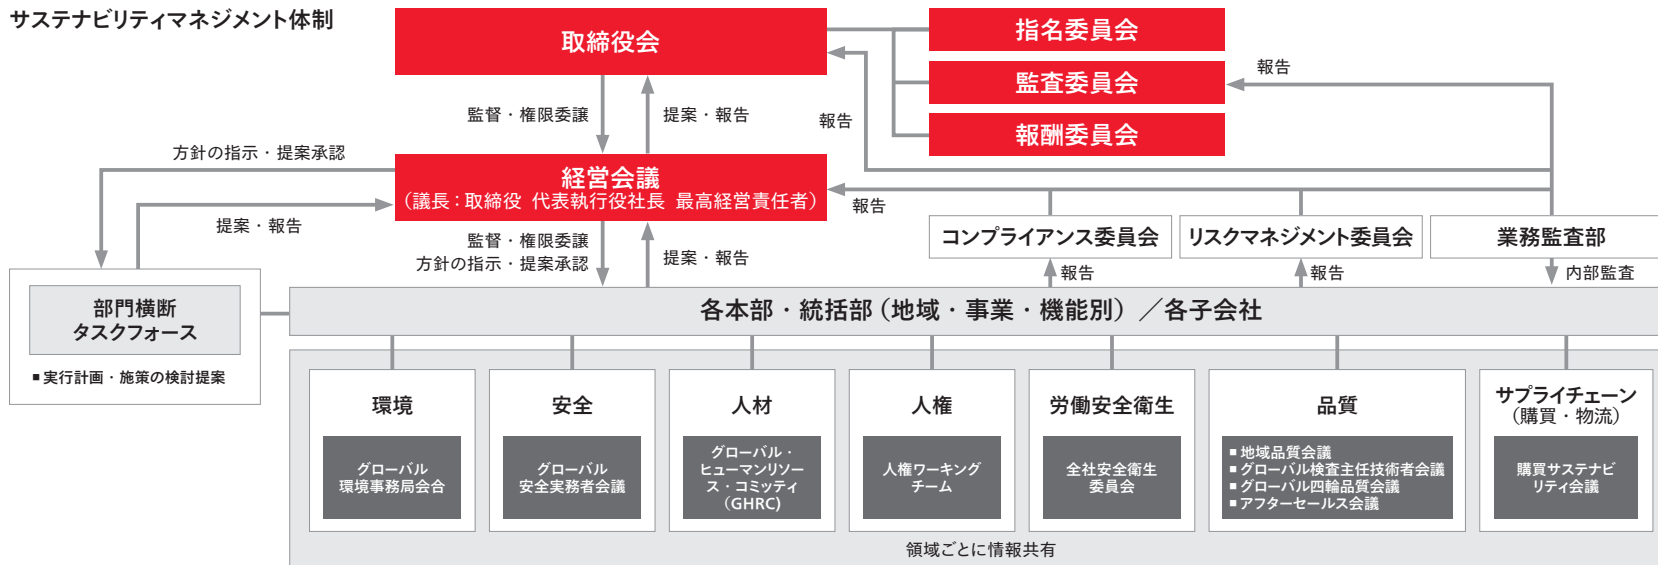 サステナビリティマネジメント体制
取締役会
指名委員会
監査委員会
報酬委員会
報告
監督・権限委譲
提案・報告
報告
方針の指示・提案承認
経営会議
（議長：取締役 代表執行役社長 最高経営責任者）
報告
提案・報告
監督・権限委譲
方針の指示・提案承認
提案・報告
コンプライアンス委員会
リスクマネジメント委員会
業務監査部
報告
報告
内部監査
部門横断
タスクフォース
■ 実行計画・施策の検討提案
各本部・統括部（地域・事業・機能別）／各子会社
環境
グローバル
環境事務局会合
安全
グローバル
安全実務者会議
人材
グローバル・
ヒューマンリソー
ス・コミッティ
（GHRC)
人権
人権ワーキング
チーム
労働安全衛生
全社安全衛生
委員会
品質
■ 地域品質会議
■ グローバル検査主任技術者会議
■ グローバル四輪品質会議
■ アフターセールス会議
サプライチェーン
（購買・物流）
購買サステナビ
リティ会議
領域ごとに情報共有